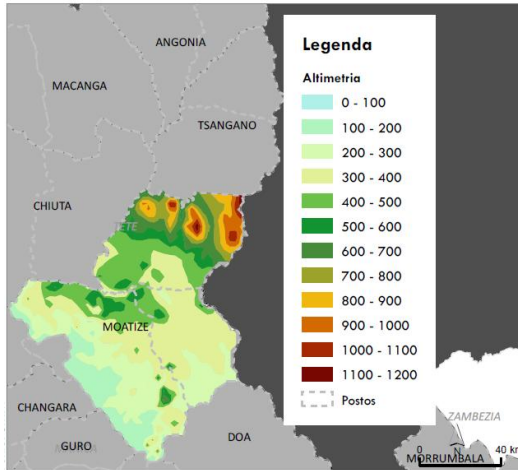 ANGONIA
MACANGA
TSANGANO
CHIUTA
TETE
MOATIZE
CHANGARA
GURO
DOA
Legenda
Altimetria
0 - 100
100 - 200
200 - 300
300 - 400
400 - 500
500 - 600
600 - 700
700 - 800
800 - 900
900 - 1000
1000 - 1100
1100 - 1200
Postos
ZAMBEZIA
N
0 40 km
MORRUMBALA